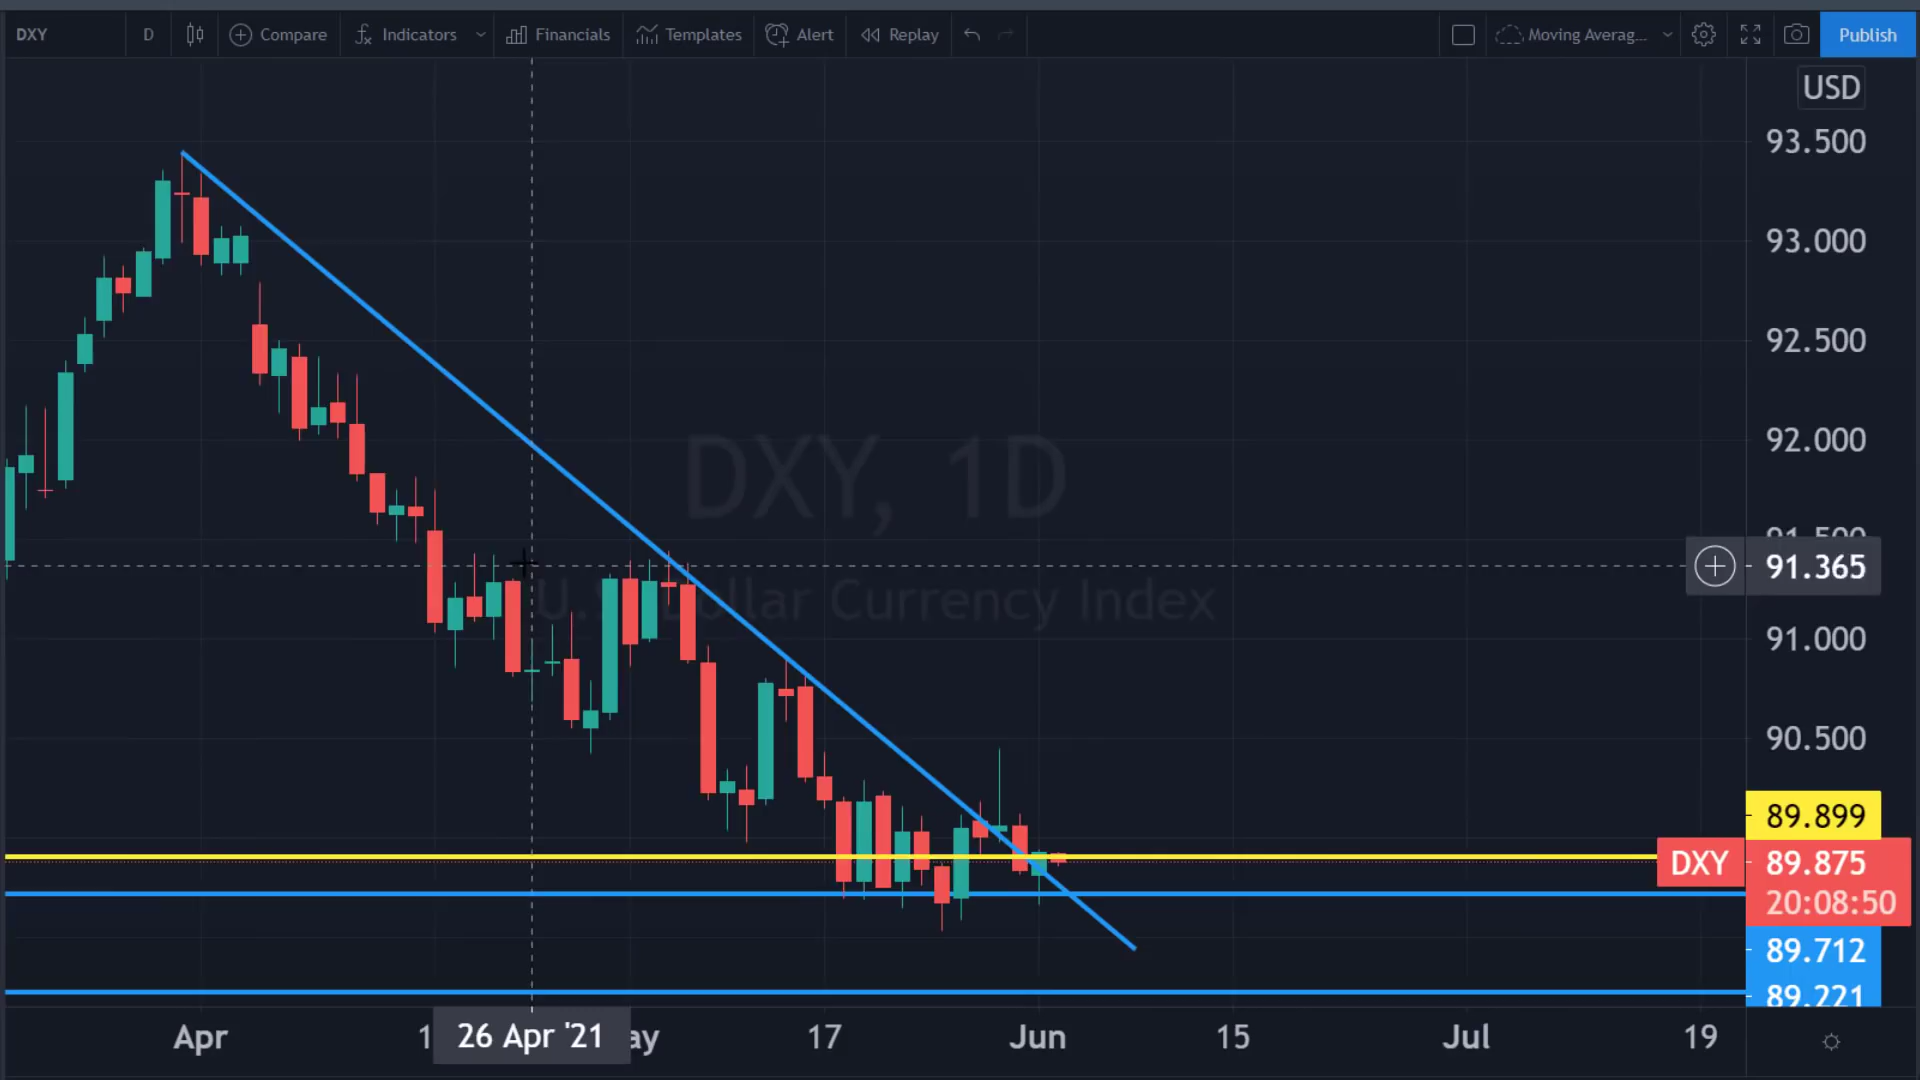 DXY D Compare Indicators Financials Templates Alert Replay Moving Averag... Publish
USD
93.500
93.000
92.500
92.000
DXY, 1D
91.500
91.365
U.S. Dollar Currency Index
91.000
90.500
89.899
DXY 89.875
20:08:50
89.712
89.221
Apr 26 Apr '21 17 Jun 15 Jul 19